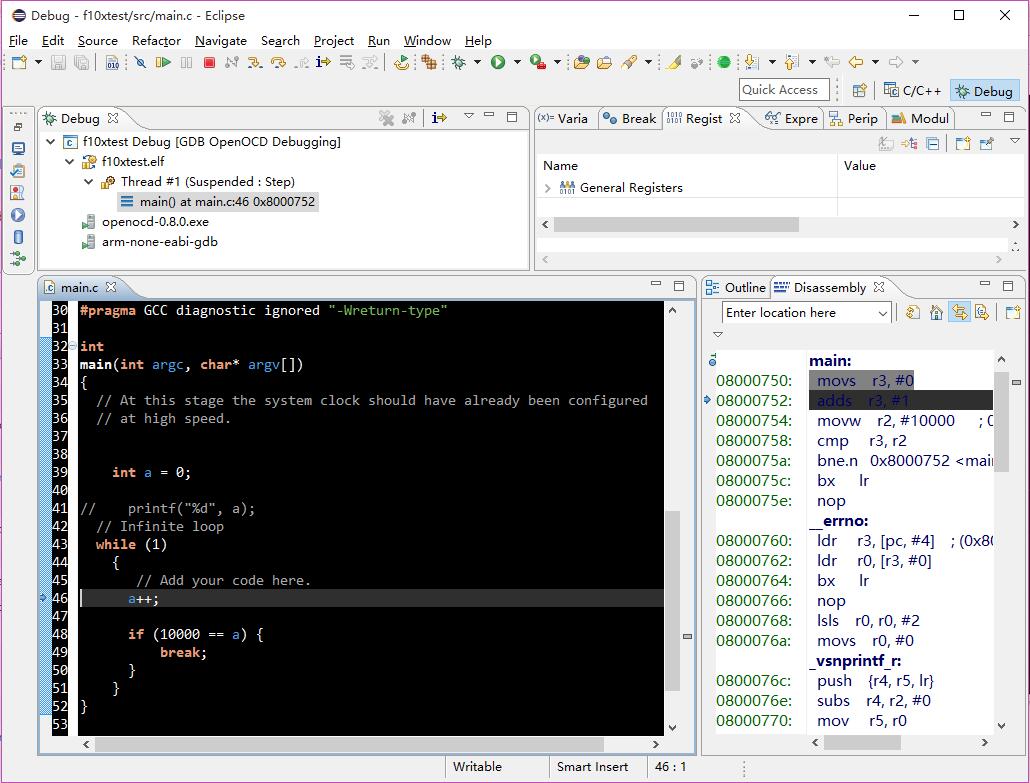 Debug - f10xtest/src/main.c - Eclipse
File Edit Source Refactor Navigate Search Project Run Window Help
Quick Access C/C++ Debug
Debug
f10xtest Debug [GDB OpenOCD Debugging]
f10xtest.elf
Thread #1 (Suspended : Step)
main() at main.c:46 0x8000752
openocd-0.8.0.exe
arm-none-eabi-gdb
(x)= Varia Break Regist Expre Perip Modul
Name Value
General Registers
main.c
30 #pragma GCC diagnostic ignored "-Wreturn-type"
31
32 int
33 main(int argc, char* argv[])
34 {
35 // At this stage the system clock should have already been configured
36 // at high speed.
37
38
39 int a = 0;
40
41 // printf("%d", a);
42 // Infinite loop
43 while (1)
44 {
45 // Add your code here.
46 a++;
47
48 if (10000 == a) {
49 break;
50 }
51 }
52 }
53
Outline Disassembly
Enter location here
main:
08000750: movs r3, #0
08000752: adds r3, #1
08000754: movw r2, #10000 ; 0
08000758: cmp r3, r2
0800075a: bne.n 0x8000752 <mai
0800075c: bx lr
0800075e: nop
__errno:
08000760: ldr r3, [pc, #4] ; (0x80
08000762: ldr r0, [r3, #0]
08000764: bx lr
08000766: nop
08000768: lsls r0, r0, #2
0800076a: movs r0, #0
_vsnprintf_r:
0800076c: push {r4, r5, lr}
0800076e: subs r4, r2, #0
08000770: mov r5, r0
Writable Smart Insert 46 : 1